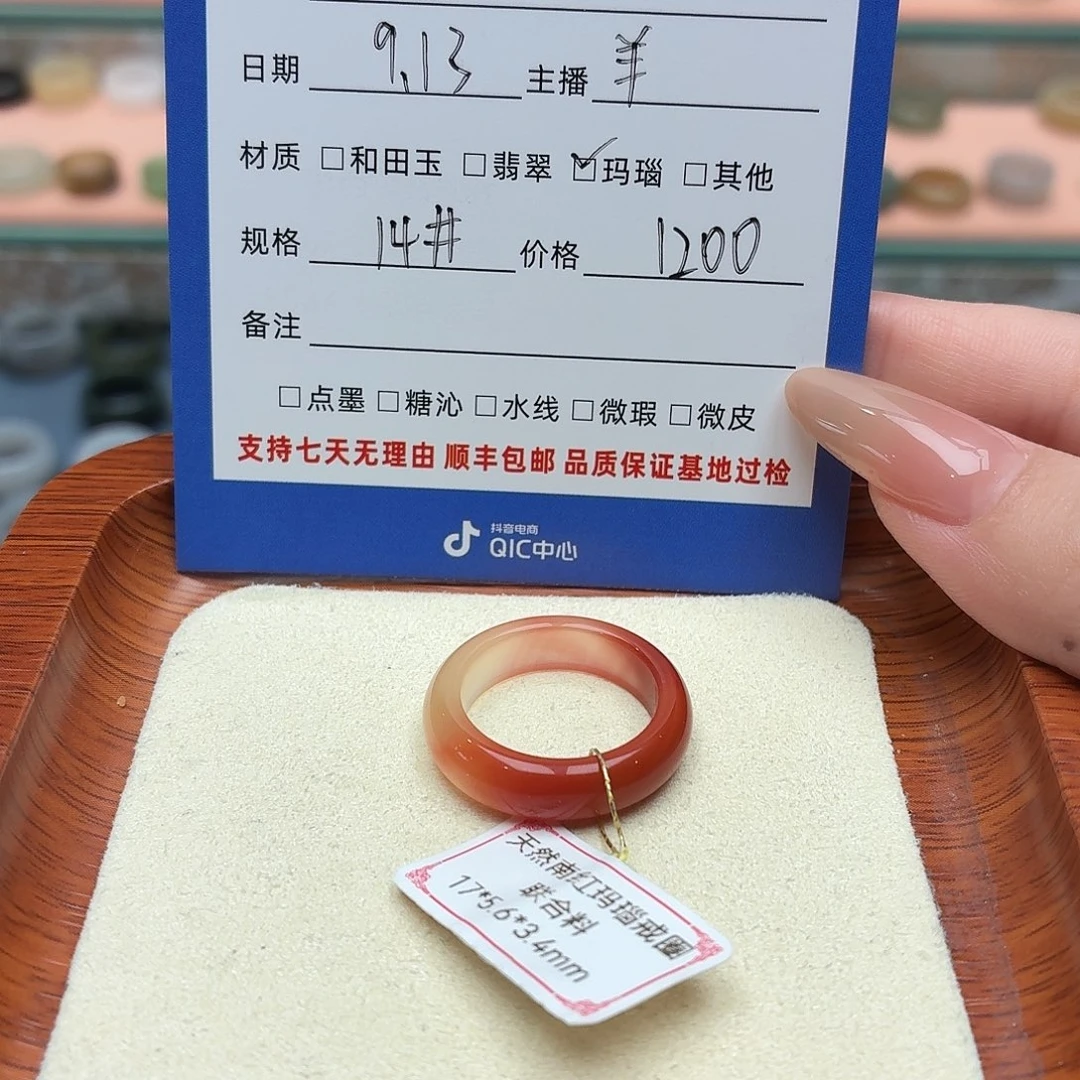 日期 9.13 主播 羊
材质 □和田玉 □翡翠 ☑玛瑙 □其他
规格 14# 价格 1200
备注
□点墨 □糖沁 □水线 □微瑕 □微皮
支持七天无理由 顺丰包邮 品质保证基地过检
抖音电商
QIC中心
天然南红玛瑙戒圈
联合料
17*5.6*3.4mm